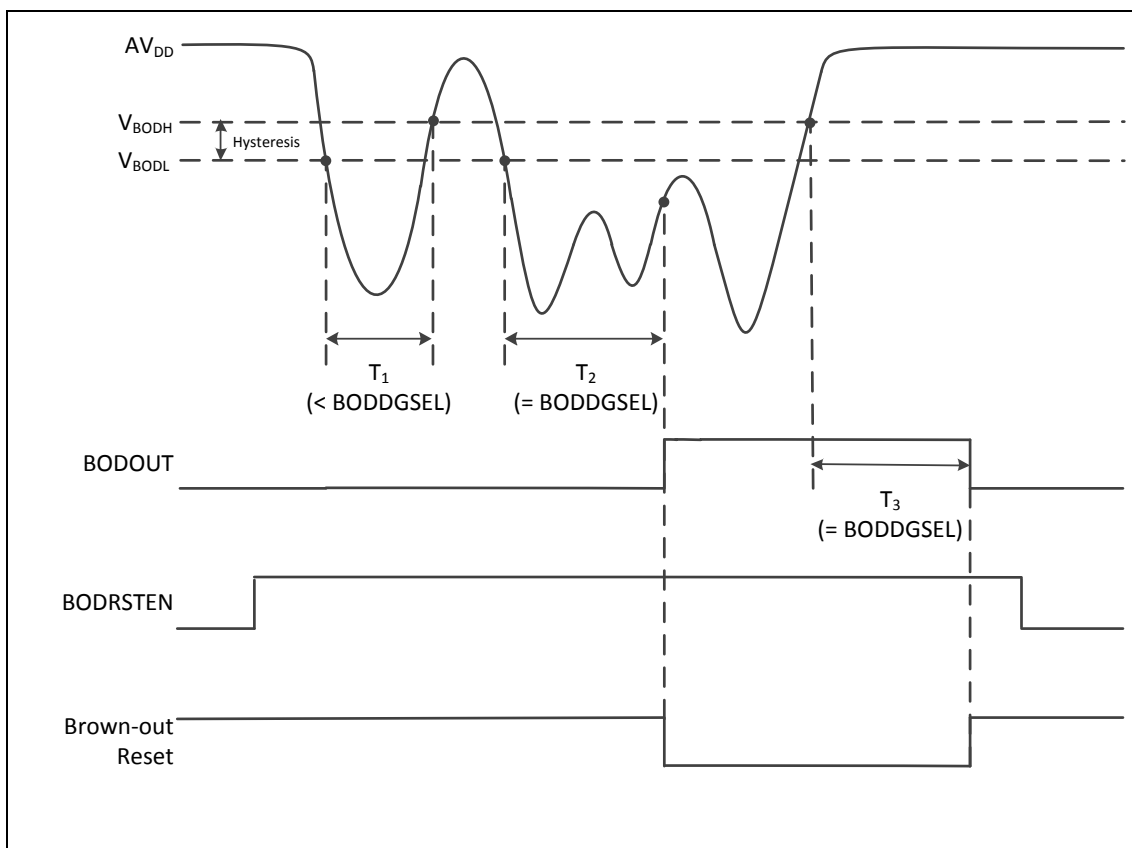 AVDD
VBODH
Hysteresis
VBODL
T1
(< BODDGSEL)
T2
(= BODDGSEL)
BODOUT
T3
(= BODDGSEL)
BODRSTEN
Brown-out
Reset